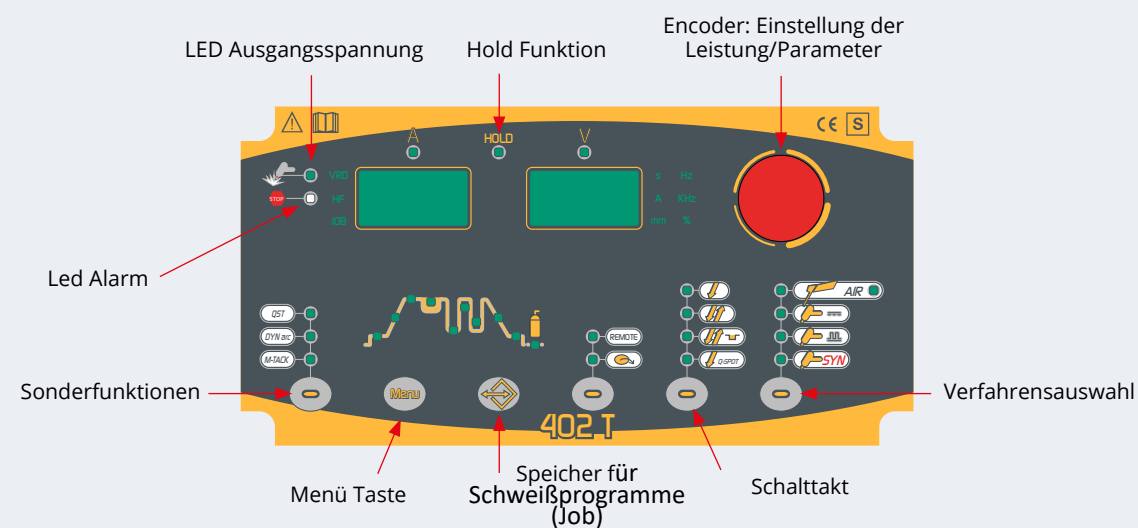 Encoder: Einstellung der
Leistung/Parameter
LED Ausgangsspannung
Hold Funktion
CE S
A
HOLD
V
VRD
s Hz
STOP
HF
A KHz
JOB
mm %
Led Alarm
QST
DYN arc
M-TACK
REMOTE
AIR
Q-SPOT
SYN
Sonderfunktionen
Menu
Verfahrensauswahl
402 T
Menü Taste
Speicher für
Schweißprogramme
(Job)
Schalttakt